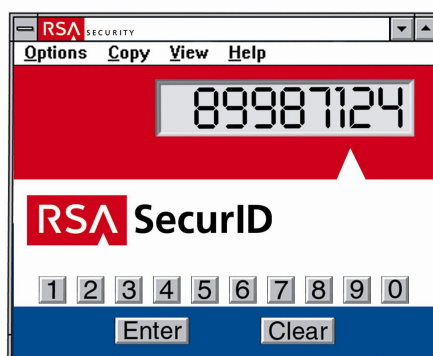 RSA SECURITY
Options Copy View Help
89987124
RSA SecurID
1 2 3 4 5 6 7 8 9 0
Enter Clear